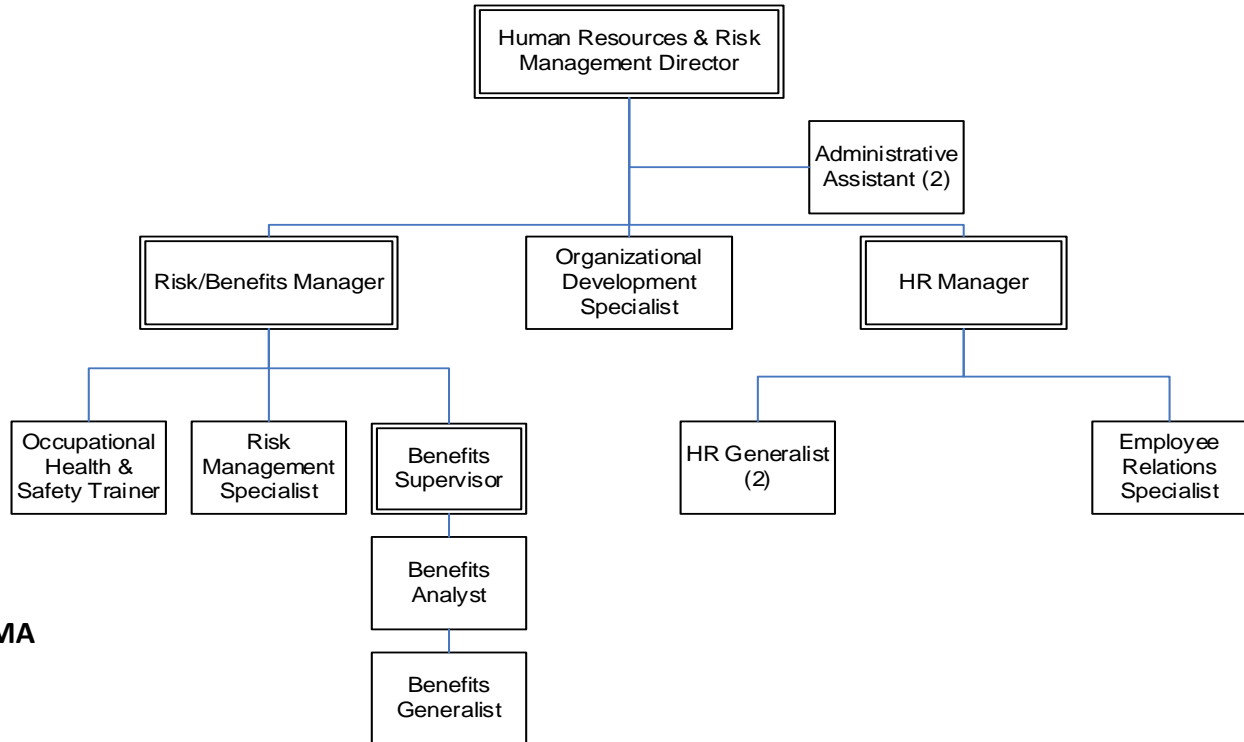 Human Resources & Risk
Management Director
Administrative
Assistant (2)
Risk/Benefits Manager
Organizational
Development
Specialist
HR Manager
Occupational
Health &
Safety Trainer
Risk
Management
Specialist
Benefits
Supervisor
HR Generalist
(2)
Employee
Relations
Specialist
Benefits
Analyst
MA
Benefits
Generalist